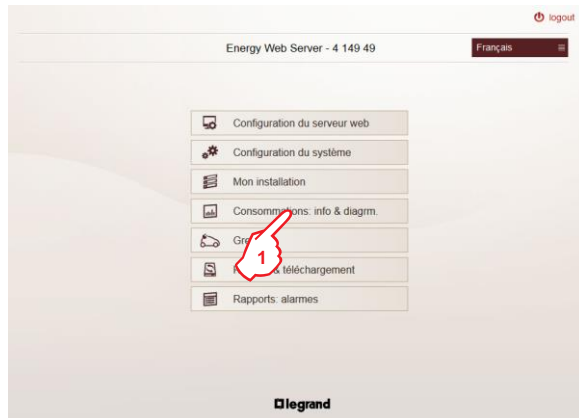 logout
Energy Web Server - 4 149 49
Français
Configuration du serveur web
Configuration du système
Mon installation
Consommations: info & diagrm.
Gre
1
& téléchargement
Rapports: alarmes
legrand